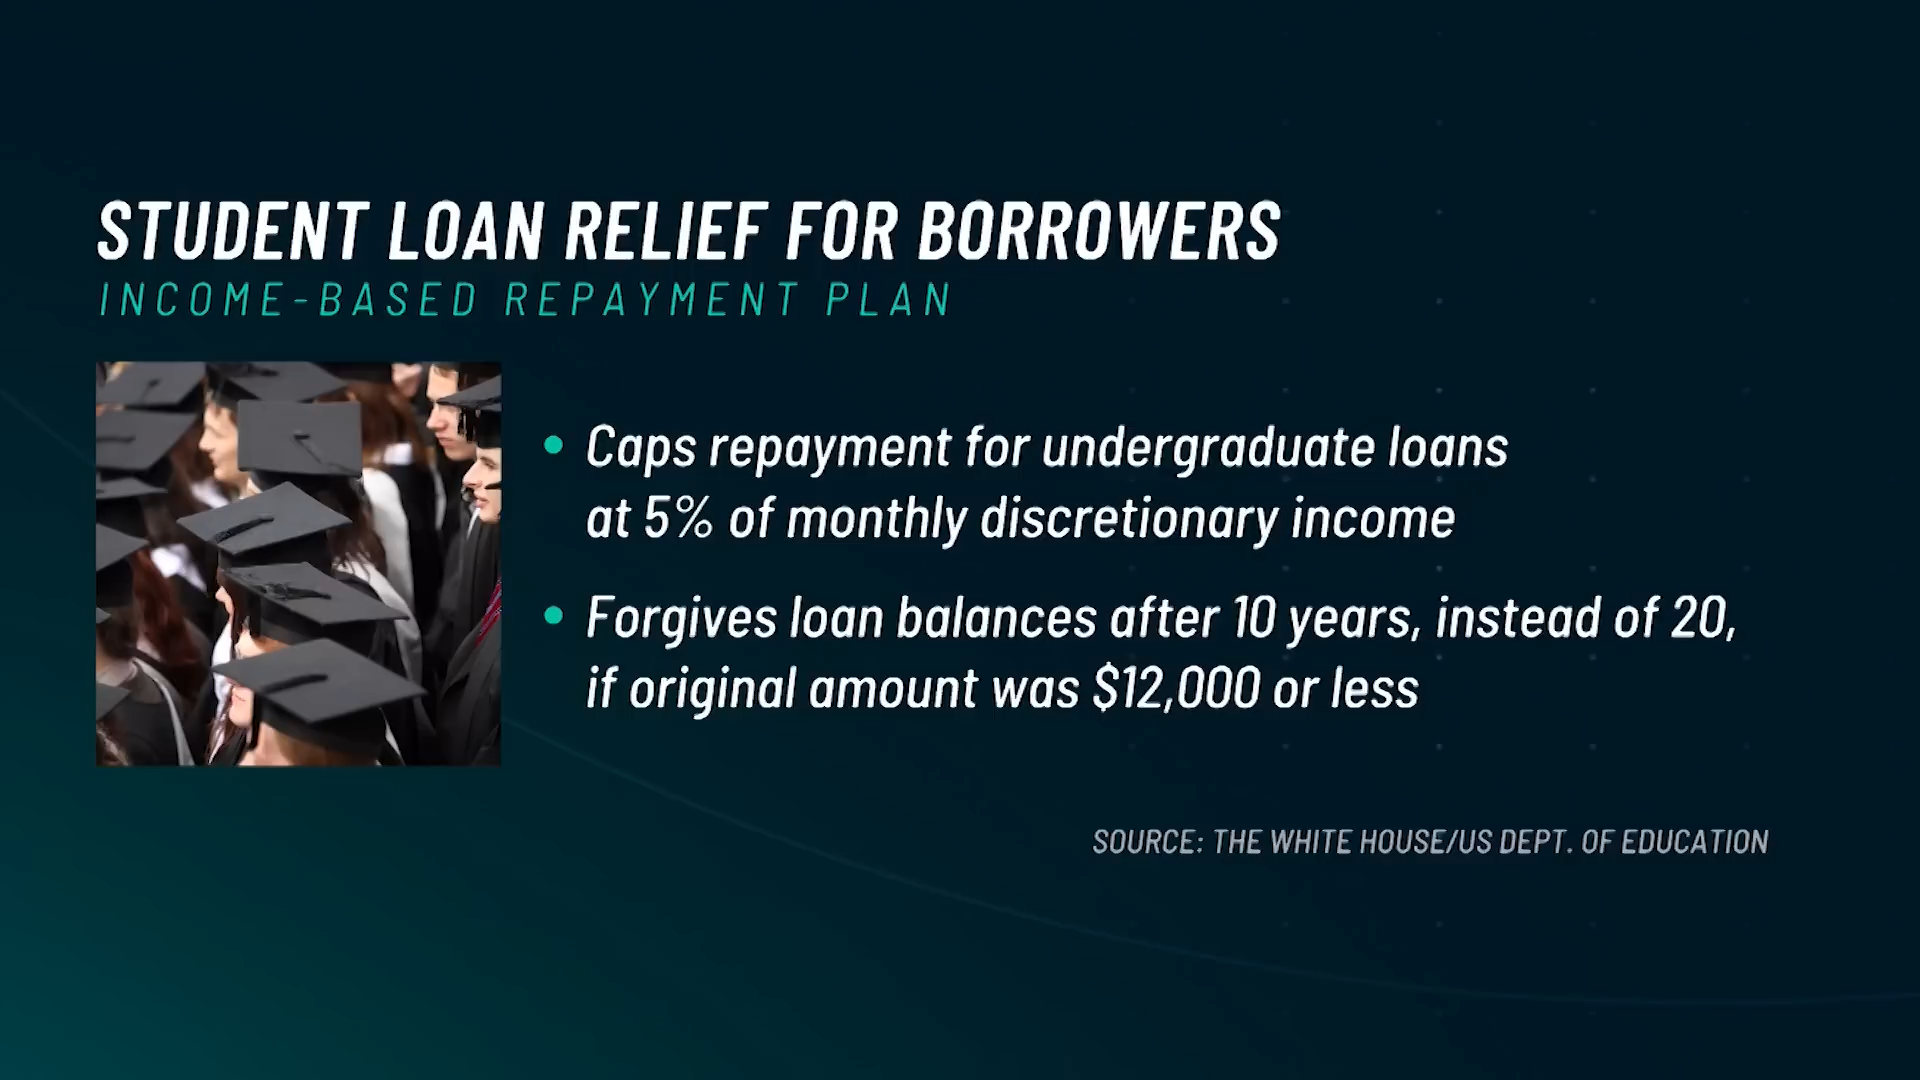 STUDENT LOAN RELIEF FOR BORROWERS
INCOME-BASED REPAYMENT PLAN
• Caps repayment for undergraduate loans
at 5% of monthly discretionary income
• Forgives loan balances after 10 years, instead of 20,
if original amount was $12,000 or less
SOURCE: THE WHITE HOUSE/US DEPT. OF EDUCATION